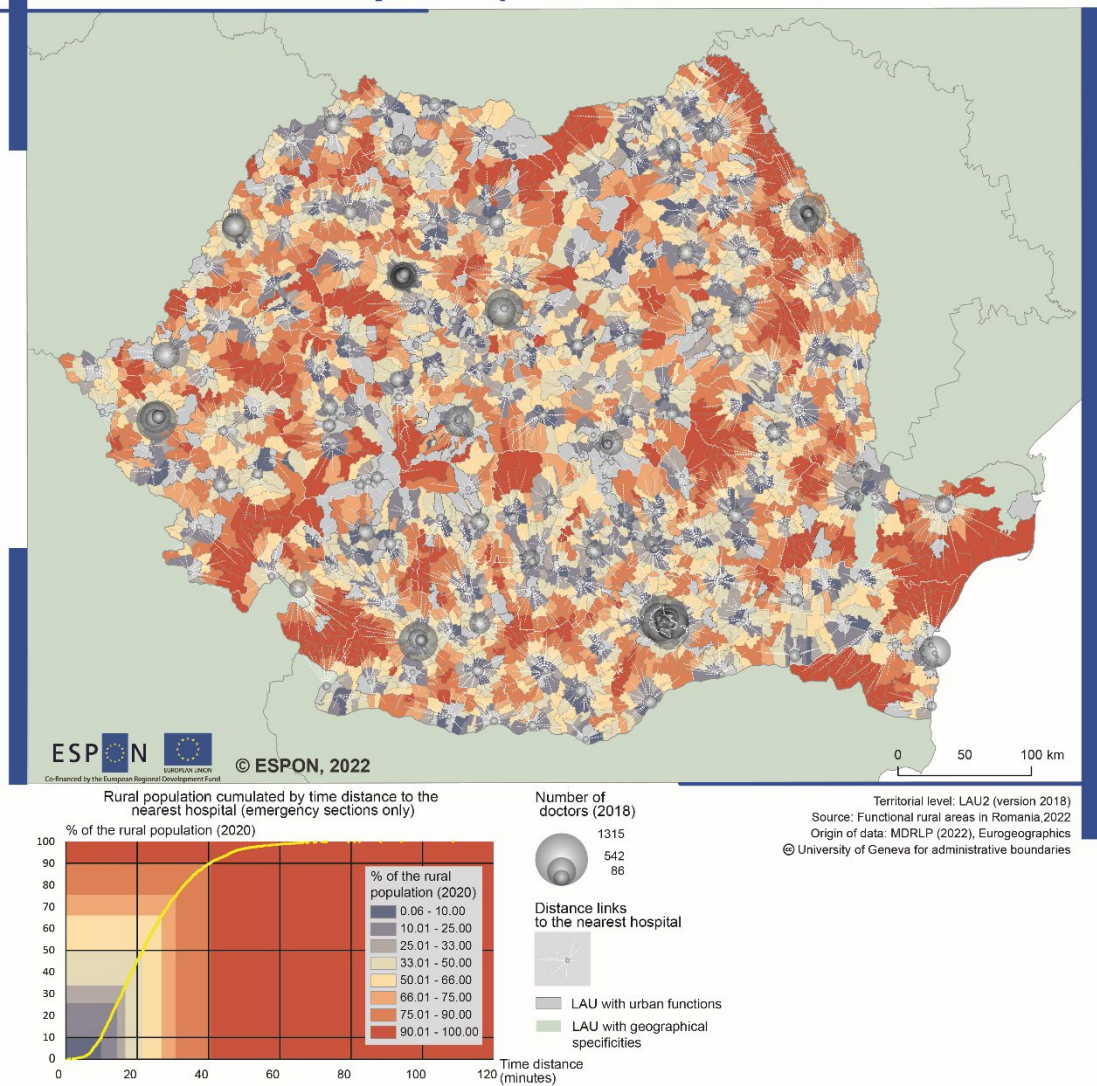 ESPON
EUROPEAN UNION
Co-financed by the European Regional Development Fund
© ESPON, 2022
0 50 100 km
Rural population cumulated by time distance to the
nearest hospital (emergency sections only)
% of the rural population (2020)
100
90
80
70
60
50
40
30
20
10
0
0 20 40 60 80 100 120
Time distance
(minutes)
% of the rural
population (2020)
0.06 - 10.00
10.01 - 25.00
25.01 - 33.00
33.01 - 50.00
50.01 - 66.00
66.01 - 75.00
75.01 - 90.00
90.01 - 100.00
Number of
doctors (2018)
1315
542
86
Distance links
to the nearest hospital
LAU with urban functions
LAU with geographical
specificities
Territorial level: LAU2 (version 2018)
Source: Functional rural areas in Romania,2022
Origin of data: MDRLP (2022), Eurogeographics
cc University of Geneva for administrative boundaries